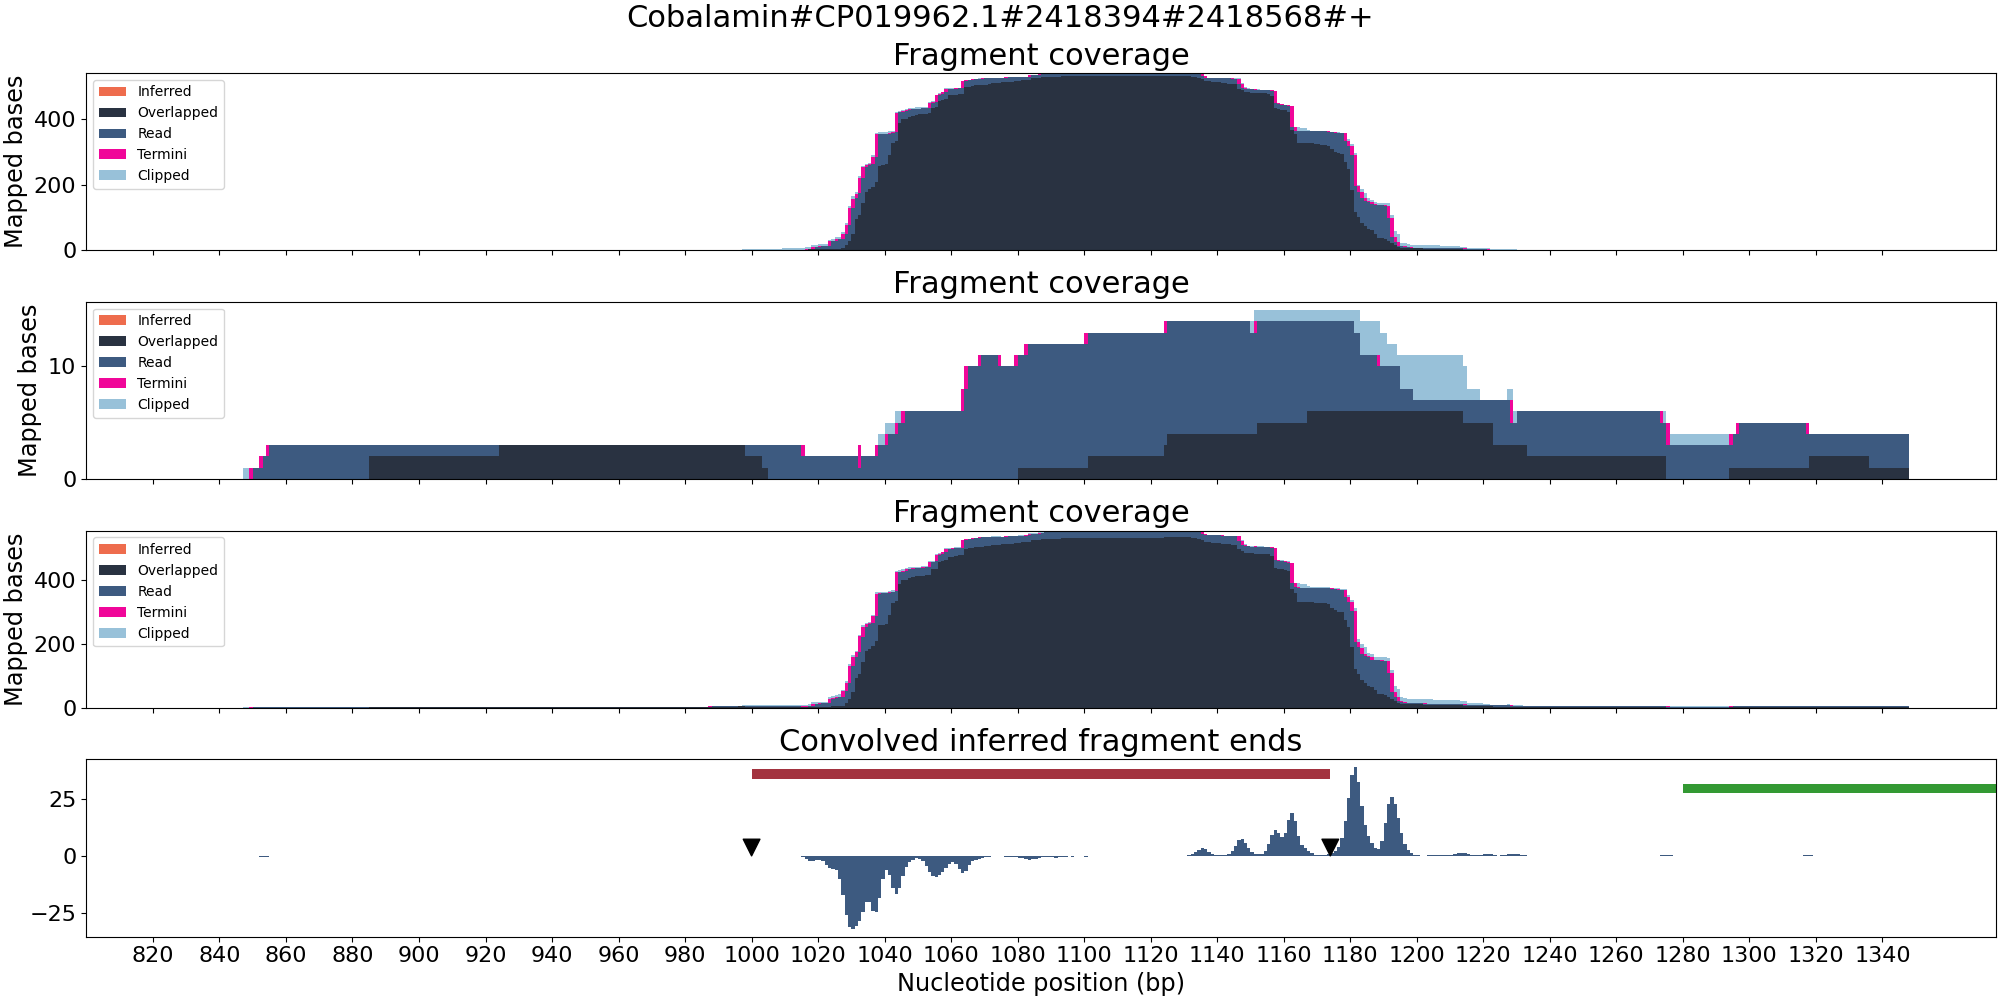 Cobalamin#CP019962.1#2418394#2418568#+
Fragment coverage
Mapped bases
400
200
0
Inferred
Overlapped
Read
Termini
Clipped
Fragment coverage
Mapped bases
10
0
Inferred
Overlapped
Read
Termini
Clipped
Fragment coverage
Mapped bases
400
200
0
Inferred
Overlapped
Read
Termini
Clipped
Convolved inferred fragment ends
25
0
−25
820 840 860 880 900 920 940 960 980 1000 1020 1040 1060 1080 1100 1120 1140 1160 1180 1200 1220 1240 1260 1280 1300 1320 1340
Nucleotide position (bp)